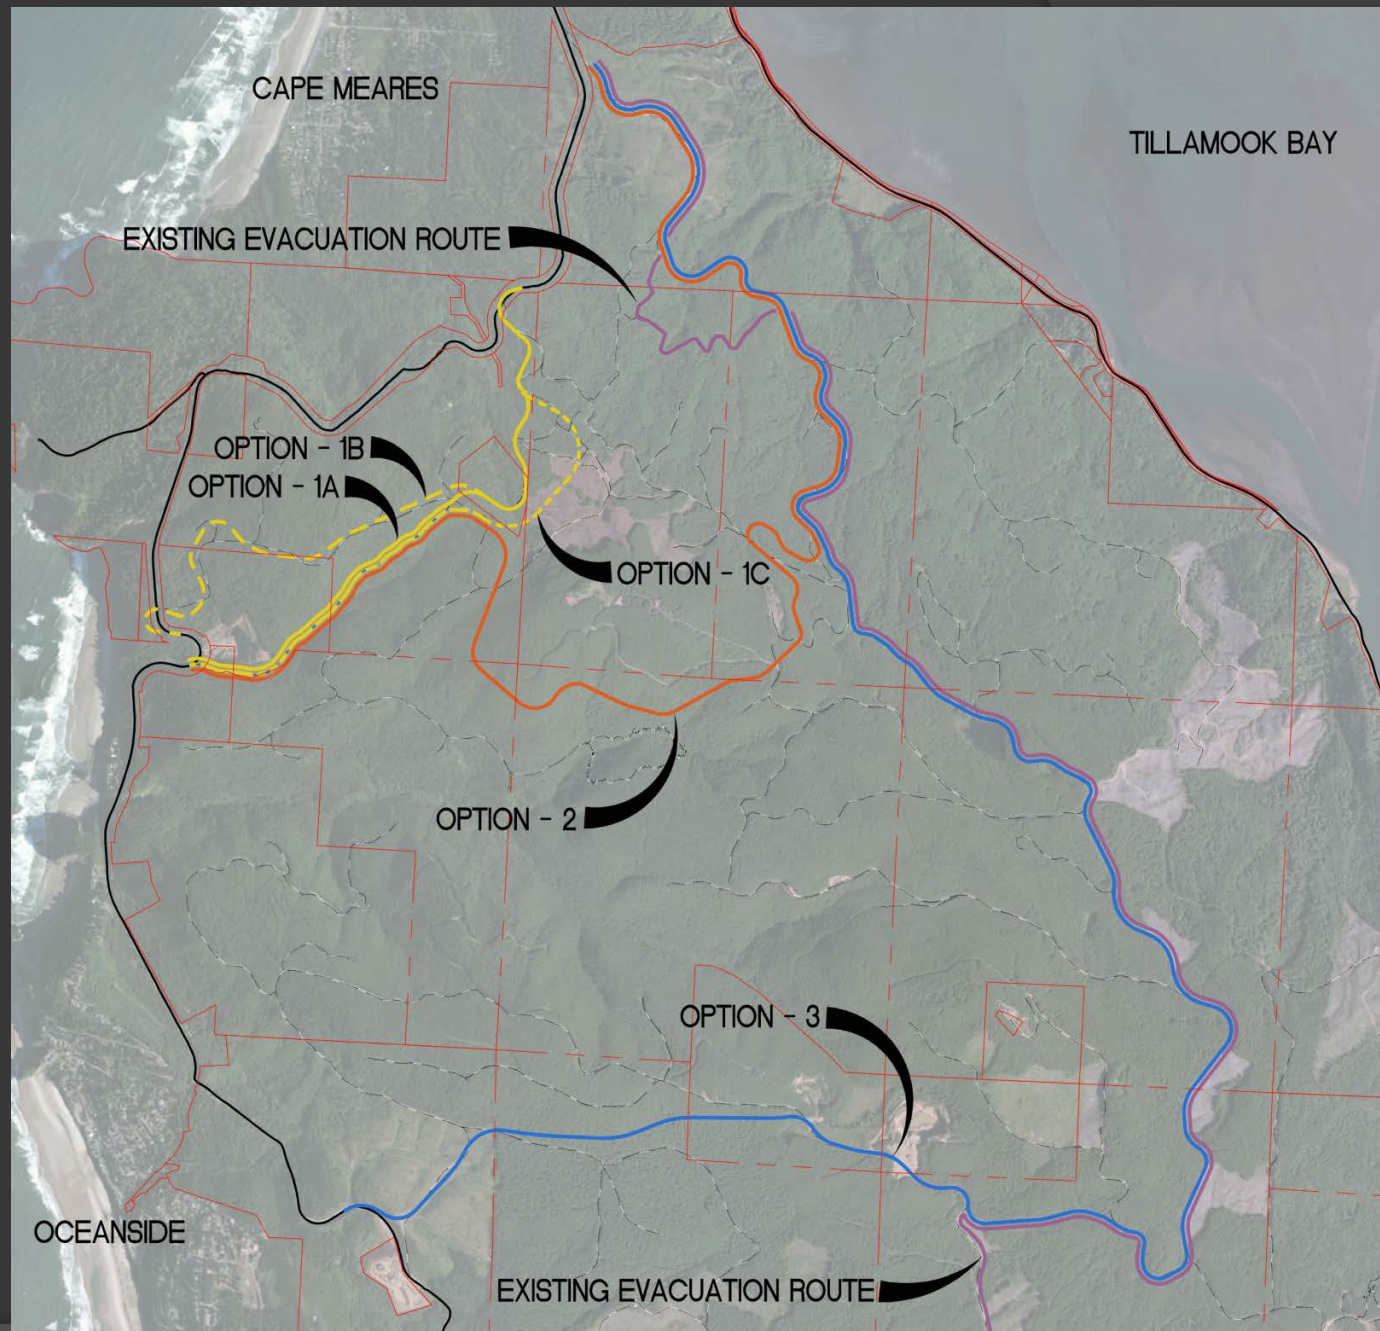 CAPE MEARES
TILLAMOOK BAY
EXISTING EVACUATION ROUTE
OPTION - 1B
OPTION - 1A
OPTION - 1C
OPTION - 2
OPTION - 3
OCEANSIDE
EXISTING EVACUATION ROUTE